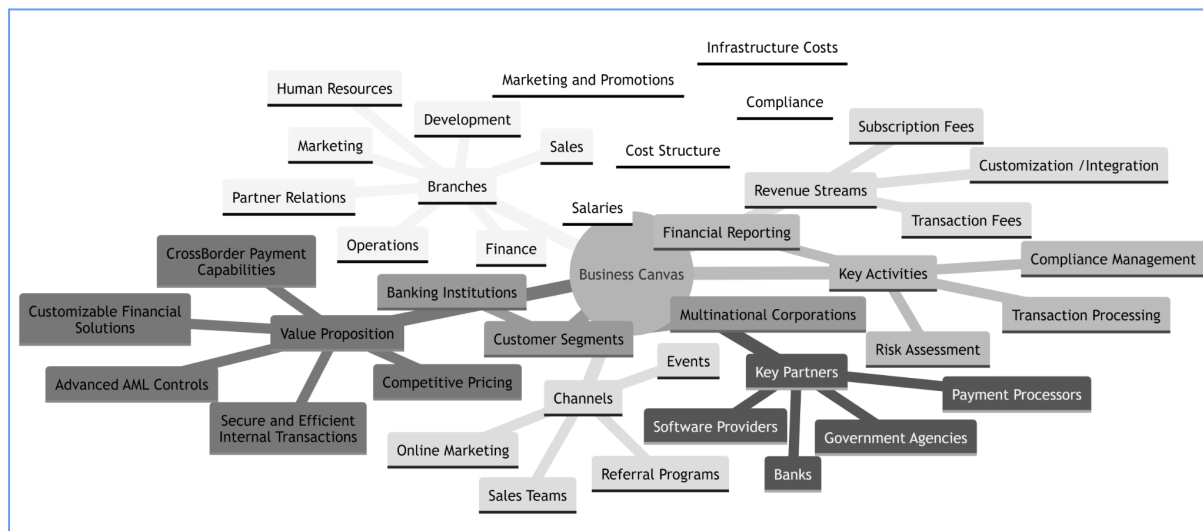 Infrastructure Costs
Marketing and Promotions
Human Resources
Compliance
Development
Subscription Fees
Marketing
Sales
Cost Structure
Customization /Integration
Branches
Revenue Streams
Partner Relations
Salaries
Transaction Fees
Financial Reporting
Operations
Finance
CrossBorder Payment
Capabilities
Compliance Management
Business Canvas
Key Activities
Banking Institutions
Customizable Financial
Solutions
Multinational Corporations
Transaction Processing
Value Proposition
Customer Segments
Risk Assessment
Events
Advanced AML Controls
Competitive Pricing
Key Partners
Payment Processors
Channels
Secure and Efficient
Internal Transactions
Software Providers
Government Agencies
Online Marketing
Referral Programs
Banks
Sales Teams